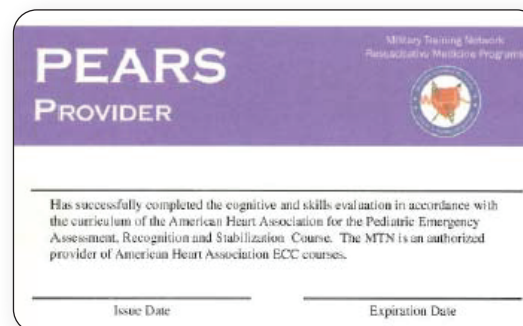 Military Training Network
Resuscitative Medicine Programs
PEARS
PROVIDER
Has successfully completed the cognitive and skills evaluation in accordance with
the curriculum of the American Heart Association for the Pediatric Emergency
Assessment, Recognition and Stabilization Course. The MTN is an authorized
provider of American Heart Association ECC courses.
Issue Date
Expiration Date